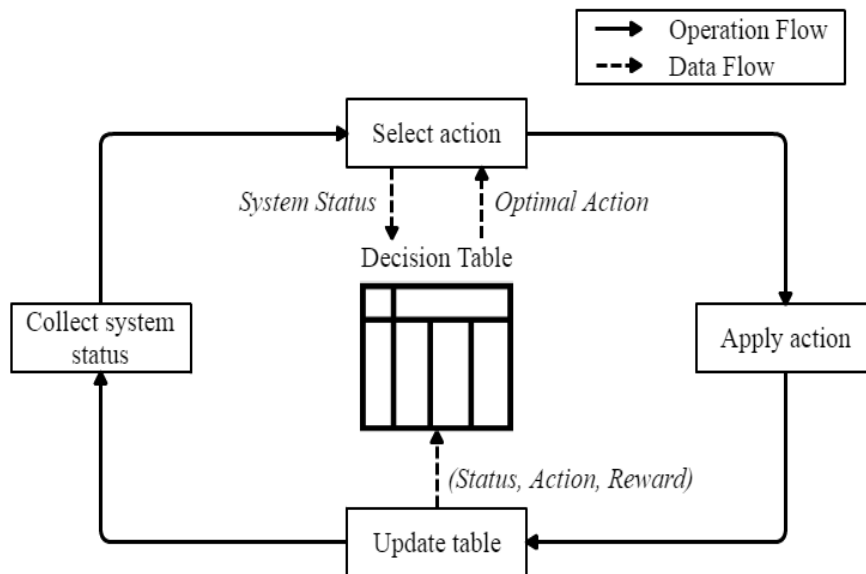 Operation Flow
Data Flow
Select action
System Status
Optimal Action
Decision Table
Collect system
status
Apply action
(Status, Action, Reward)
Update table